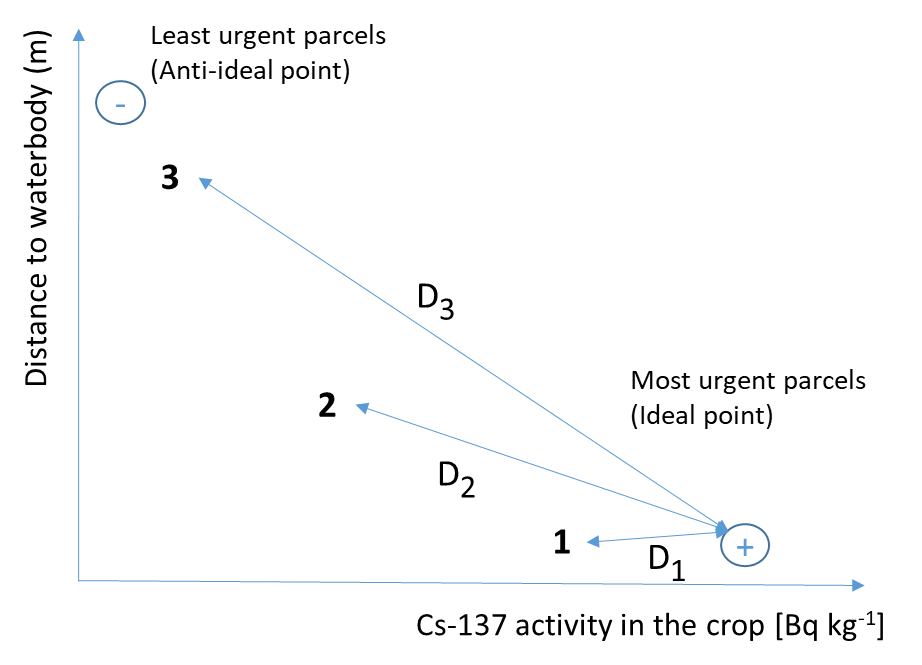 Least urgent parcels
(Anti-ideal point)
Distance to waterbody (m)
-
3
D3
Most urgent parcels
(Ideal point)
2
D2
1
+
D1
Cs-137 activity in the crop [Bq kg-1]